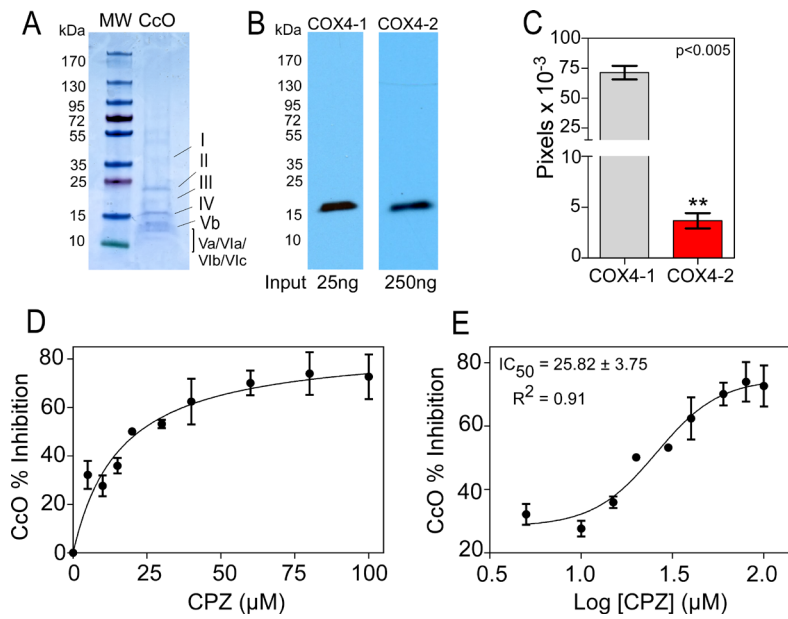 A
MW CcO
kDa
170
130
95
72
55
35
25
15
10
I
II
III
IV
Vb
Va/VIa/
VIb/VIc
B
COX4-1 COX4-2
kDa
170
130
95
72
55
35
25
15
10
Input 25ng 250ng
C
p<0.005
Pixels x 10-3
100
75
50
25
10
5
0
**
COX4-1 COX4-2
D
CcO % Inhibition
80
60
40
20
0
0 25 50 75 100
CPZ (µM)
E
IC50 = 25.82 ± 3.75
R2 = 0.91
CcO % Inhibition
80
60
40
20
0.5 1.0 1.5 2.0
Log [CPZ] (µM)